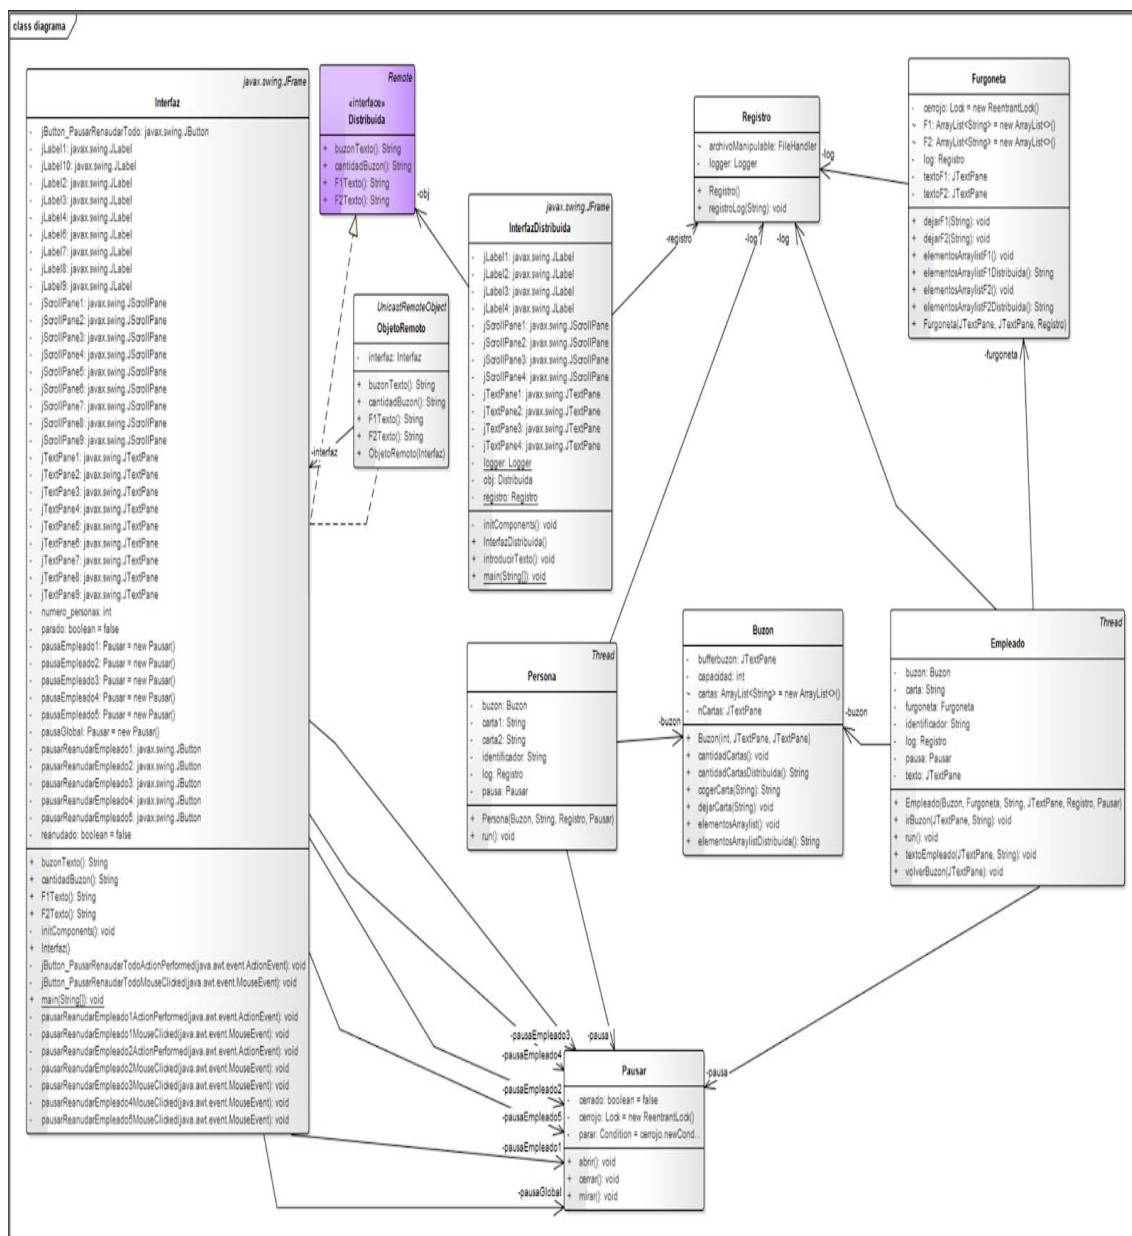 class diagrama
javax.swing.JFrame
Interfaz
- jButton_PausarRenaudarTodo: javax.swing.JButton
- jLabel1: javax.swing.JLabel
- jLabel10: javax.swing.JLabel
- jLabel2: javax.swing.JLabel
- jLabel3: javax.swing.JLabel
- jLabel4: javax.swing.JLabel
- jLabel6: javax.swing.JLabel
- jLabel7: javax.swing.JLabel
- jLabel8: javax.swing.JLabel
- jLabel9: javax.swing.JLabel
- jScrollPane1: javax.swing.JScrollPane
- jScrollPane2: javax.swing.JScrollPane
- jScrollPane3: javax.swing.JScrollPane
- jScrollPane4: javax.swing.JScrollPane
- jScrollPane5: javax.swing.JScrollPane
- jScrollPane6: javax.swing.JScrollPane
- jScrollPane7: javax.swing.JScrollPane
- jScrollPane8: javax.swing.JScrollPane
- jScrollPane9: javax.swing.JScrollPane
- jTextPane1: javax.swing.JTextPane
- jTextPane2: javax.swing.JTextPane
- jTextPane3: javax.swing.JTextPane
- jTextPane4: javax.swing.JTextPane
- jTextPane5: javax.swing.JTextPane
- jTextPane6: javax.swing.JTextPane
- jTextPane7: javax.swing.JTextPane
- jTextPane8: javax.swing.JTextPane
- jTextPane9: javax.swing.JTextPane
- numero_personas: int
- parado: boolean = false
- pausaEmpleado1: Pausar = new Pausar()
- pausaEmpleado2: Pausar = new Pausar()
- pausaEmpleado3: Pausar = new Pausar()
- pausaEmpleado4: Pausar = new Pausar()
- pausaEmpleado5: Pausar = new Pausar()
- pausaGlobal: Pausar = new Pausar()
- pausarReanudarEmpleado1: javax.swing.JButton
- pausarReanudarEmpleado2: javax.swing.JButton
- pausarReanudarEmpleado3: javax.swing.JButton
- pausarReanudarEmpleado4: javax.swing.JButton
- pausarReanudarEmpleado5: javax.swing.JButton
- reanudado: boolean = false
+ buzonTexto(): String
+ cantidadBuzon(): String
+ F1Texto(): String
+ F2Texto(): String
- initComponents(): void
+ Interfaz()
- jButton_PausarRenaudarTodoActionPerformed(java.awt.event.ActionEvent): void
- jButton_PausarRenaudarTodoMouseClicked(java.awt.event.MouseEvent): void
+ main(String[]): void
- pausarReanudarEmpleado1ActionPerformed(java.awt.event.ActionEvent): void
- pausarReanudarEmpleado1MouseClicked(java.awt.event.MouseEvent): void
- pausarReanudarEmpleado2ActionPerformed(java.awt.event.ActionEvent): void
- pausarReanudarEmpleado2MouseClicked(java.awt.event.MouseEvent): void
- pausarReanudarEmpleado3MouseClicked(java.awt.event.MouseEvent): void
- pausarReanudarEmpleado4MouseClicked(java.awt.event.MouseEvent): void
- pausarReanudarEmpleado5MouseClicked(java.awt.event.MouseEvent): void
Remote
«interface»
Distribuida
+ buzonTexto(): String
+ cantidadBuzon(): String
+ F1Texto(): String
+ F2Texto(): String
-obj
UnicastRemoteObject
ObjetoRemoto
- interfaz: Interfaz
+ buzonTexto(): String
+ cantidadBuzon(): String
+ F1Texto(): String
+ F2Texto(): String
+ ObjetoRemoto(Interfaz)
-interfaz
javax.swing.JFrame
InterfazDistribuida
- jLabel1: javax.swing.JLabel
- jLabel2: javax.swing.JLabel
- jLabel3: javax.swing.JLabel
- jLabel4: javax.swing.JLabel
- jScrollPane1: javax.swing.JScrollPane
- jScrollPane2: javax.swing.JScrollPane
- jScrollPane3: javax.swing.JScrollPane
- jScrollPane4: javax.swing.JScrollPane
- jTextPane1: javax.swing.JTextPane
- jTextPane2: javax.swing.JTextPane
- jTextPane3: javax.swing.JTextPane
- jTextPane4: javax.swing.JTextPane
- logger: Logger
- obj: Distribuida
- registro: Registro
- initComponents(): void
+ InterfazDistribuida()
+ introducirTexto(): void
+ main(String[]): void
Registro
~ archivoManipulable: FileHandler
- logger: Logger
+ Registro()
+ registroLog(String): void
-log
-registro
-log
-log
Furgoneta
- cerrojo: Lock = new ReentrantLock()
~ F1: ArrayList<String> = new ArrayList<>()
~ F2: ArrayList<String> = new ArrayList<>()
- log: Registro
- textoF1: JTextPane
- textoF2: JTextPane
+ dejarF1(String): void
+ dejarF2(String): void
+ elementosArraylistF1(): void
+ elementosArraylistF1Distribuida(): String
+ elementosArraylistF2(): void
+ elementosArraylistF2Distribuida(): String
+ Furgoneta(JTextPane, JTextPane, Registro)
-furgoneta
Thread
Persona
- buzon: Buzon
- carta1: String
- carta2: String
- identificador: String
- log: Registro
- pausa: Pausar
+ Persona(Buzon, String, Registro, Pausar)
+ run(): void
-buzon
Buzon
- bufferbuzon: JTextPane
- capacidad: int
~ cartas: ArrayList<String> = new ArrayList<>()
- nCartas: JTextPane
+ Buzon(int, JTextPane, JTextPane)
+ cantidadCartas(): void
+ cantidadCartasDistribuida(): String
+ cogerCarta(String): String
+ dejarCarta(String): void
+ elementosArraylist(): void
+ elementosArraylistDistribuida(): String
-buzon
Thread
Empleado
- buzon: Buzon
- carta: String
- furgoneta: Furgoneta
- identificador: String
- log: Registro
- pausa: Pausar
- texto: JTextPane
+ Empleado(Buzon, Furgoneta, String, JTextPane, Registro, Pausar)
+ irBuzon(JTextPane, String): void
+ run(): void
+ textoEmpleado(JTextPane, String): void
+ volverBuzon(JTextPane): void
-pausaEmpleado3
-pausa
-pausaEmpleado4
-pausaEmpleado2
-pausaEmpleado5
-pausaEmpleado1
-pausaGlobal
-pausa
Pausar
- cerrado: boolean = false
- cerrojo: Lock = new ReentrantLock()
- parar: Condition = cerrojo.newCond...
+ abrir(): void
+ cerrar(): void
+ mirar(): void